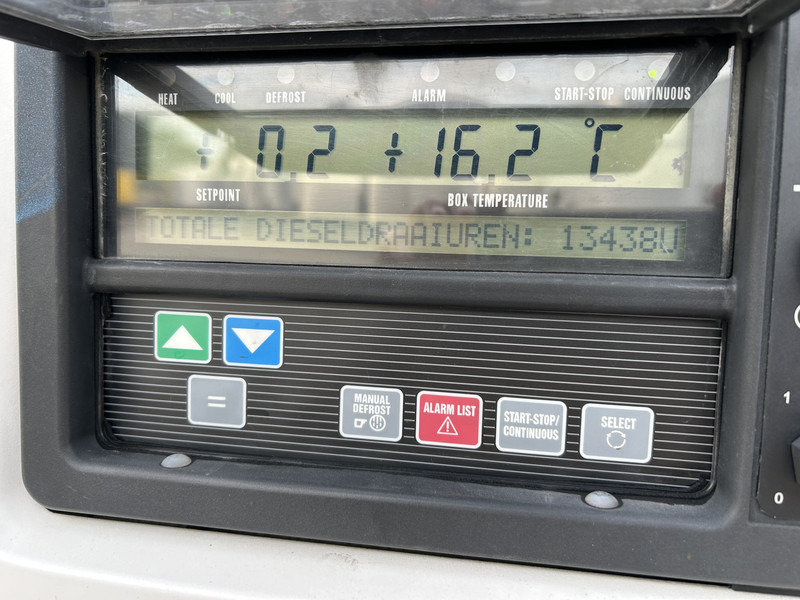 HEAT COOL DEFROST ALARM START-STOP CONTINUOUS
+ 0.2 +16.2 °C
SETPOINT BOX TEMPERATURE
TOTALE DIESELDRAAIUREN: 13438U
MANUAL
DEFROST
ALARM LIST
START-STOP/
CONTINUOUS
SELECT
=
1
0